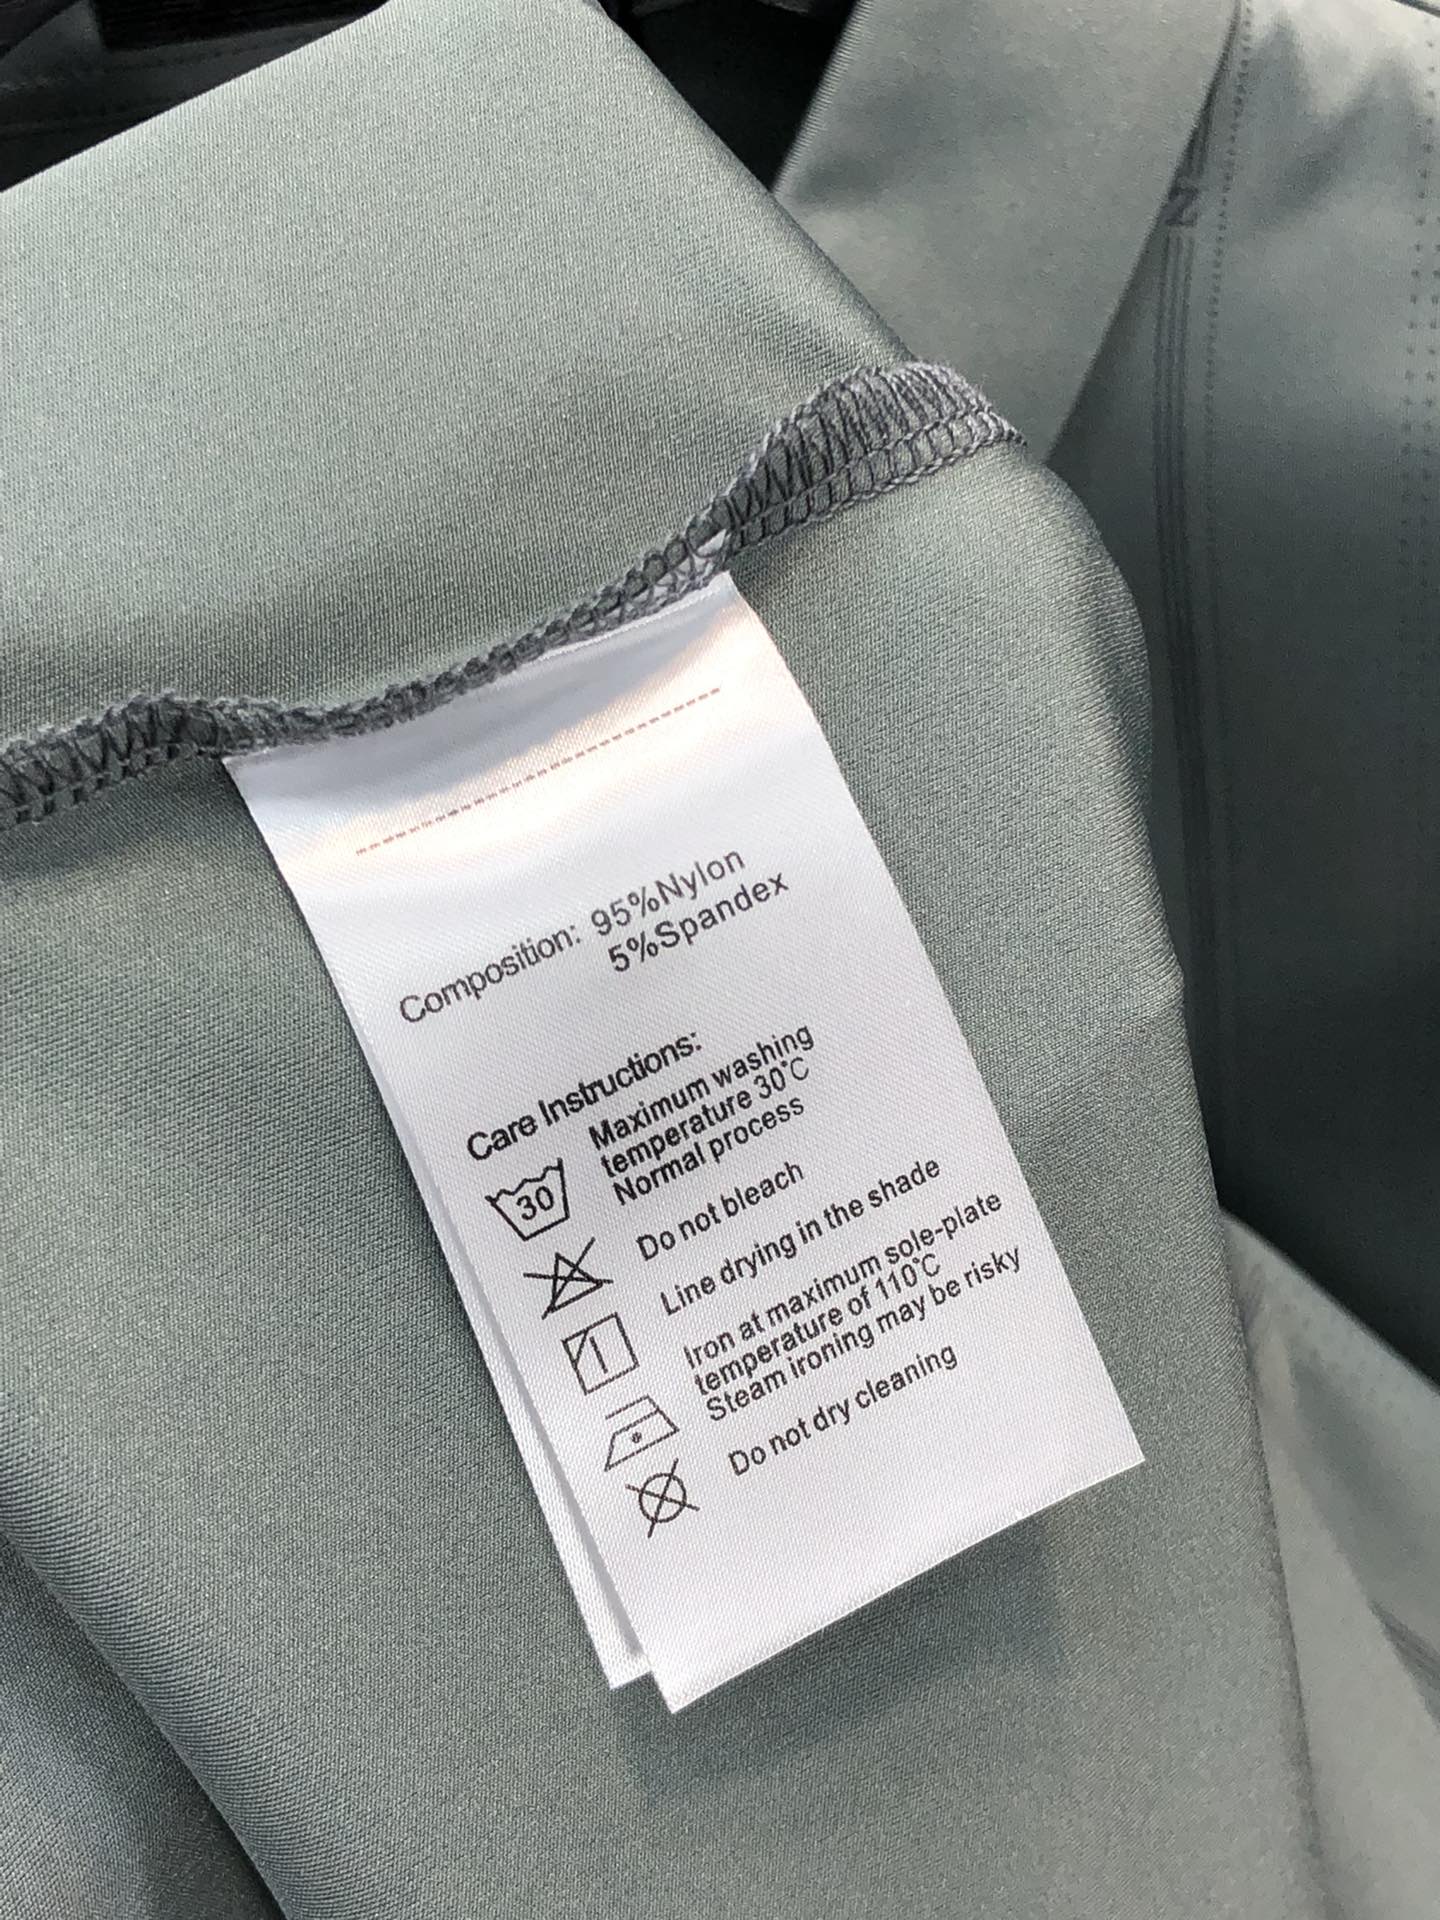 Composition: 95%Nylon
5%Spandex
Care Instructions:
Maximum washing
temperature 30°C
Normal process
30
Do not bleach
Line drying in the shade
Iron at maximum sole-plate
temperature of 110°C
Steam ironing may be risky
Do not dry cleaning